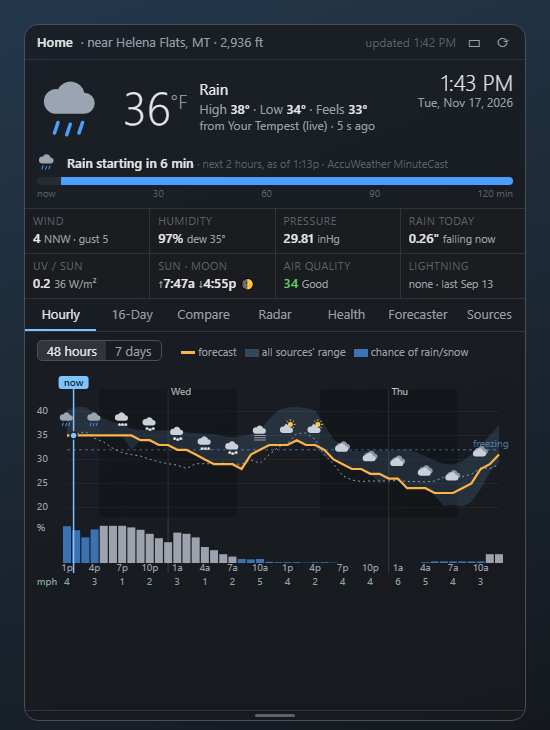 Home · near Helena Flats, MT · 2,936 ft updated 1:42 PM
36°F
Rain
High 38° · Low 34° · Feels 33°
from Your Tempest (live) · 5 s ago
1:43 PM
Tue, Nov 17, 2026
Rain starting in 6 min · next 2 hours, as of 1:13p · AccuWeather MinuteCast
now 30 60 90 120 min
WIND HUMIDITY PRESSURE RAIN TODAY
4 NNW · gust 5 97% dew 35° 29.81 inHg 0.26" falling now
UV / SUN SUN · MOON AIR QUALITY LIGHTNING
0.2 36 W/m² ↑7:47a ↓4:55p 34 Good none · last Sep 13
Hourly 16-Day Compare Radar Health Forecaster Sources
48 hours 7 days forecast all sources' range chance of rain/snow
now
Wed Thu
40
35
freezing
30
25
20
%
1p 4p 7p 10p 1a 4a 7a 10a 1p 4p 7p 10p 1a 4a 7a 10a
mph 4 3 1 2 3 1 2 5 4 2 4 4 6 5 4 3